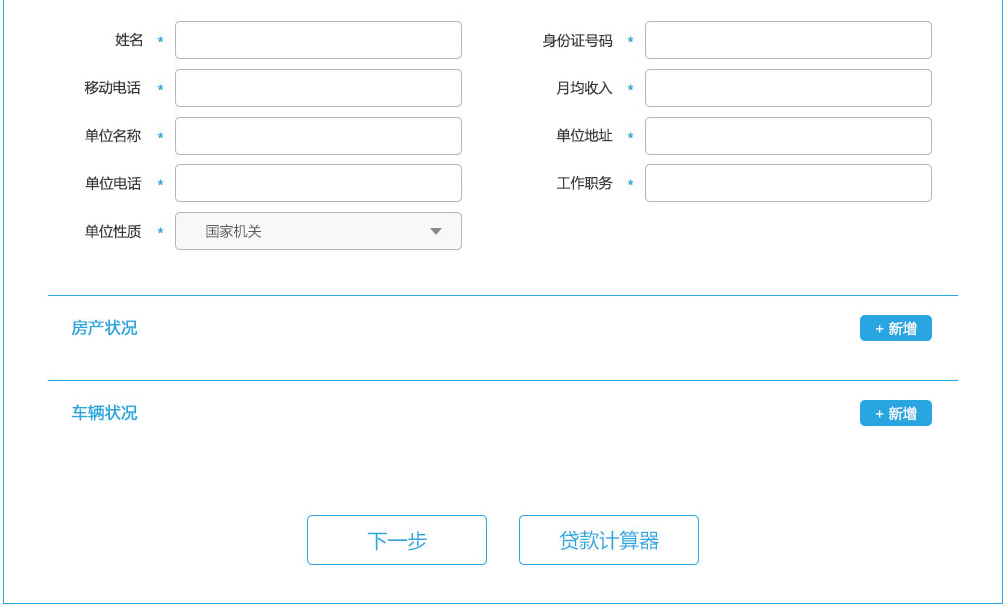 姓名 * 身份证号码 *
移动电话 * 月均收入 *
单位名称 * 单位地址 *
单位电话 * 工作职务 *
单位性质 * 国家机关
房产状况 + 新增
车辆状况 + 新增
下一步 贷款计算器